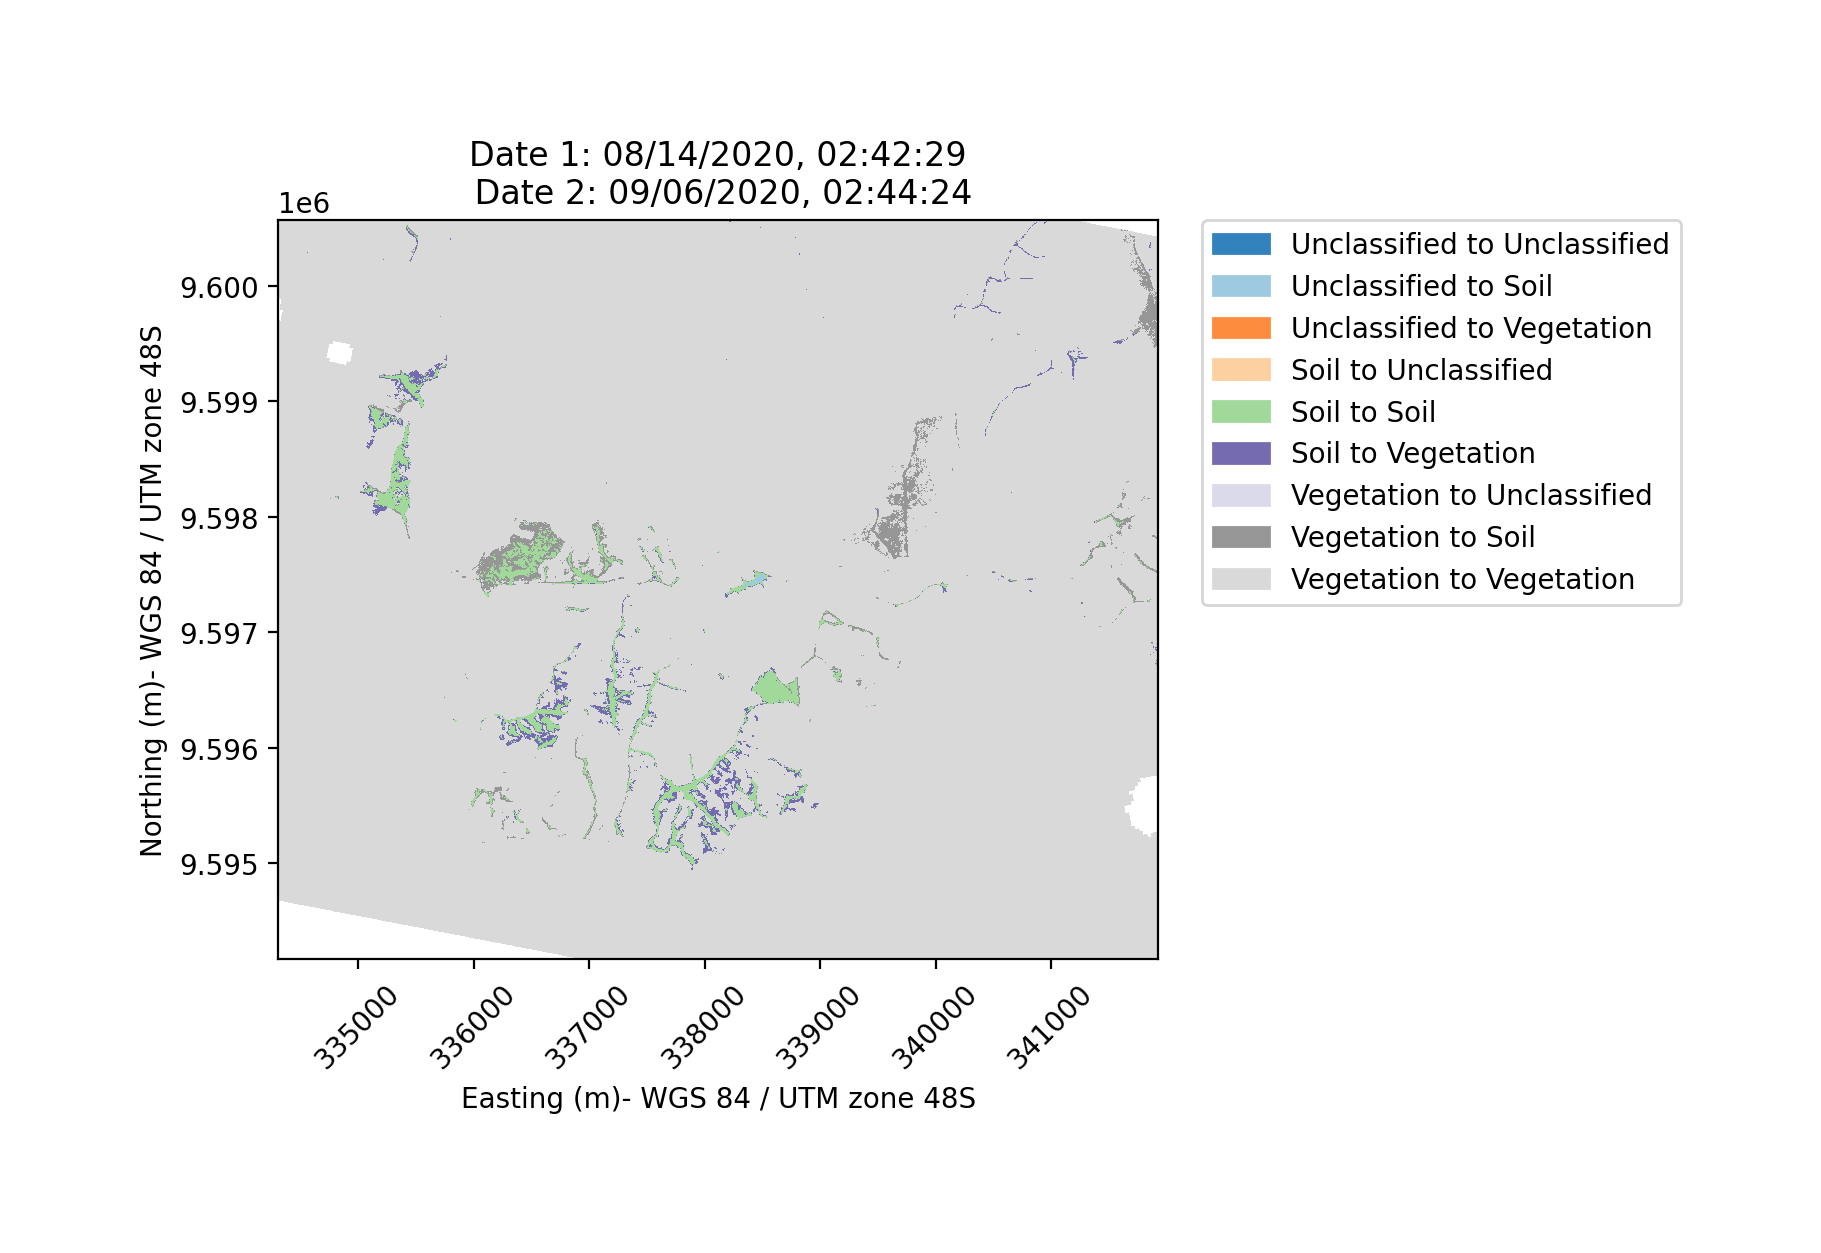 Date 1: 08/14/2020, 02:42:29
Date 2: 09/06/2020, 02:44:24
1e6
9.600
9.599
9.598
9.597
9.596
9.595
Northing (m)- WGS 84 / UTM zone 48S
335000
336000
337000
338000
339000
340000
341000
Easting (m)- WGS 84 / UTM zone 48S
Unclassified to Unclassified
Unclassified to Soil
Unclassified to Vegetation
Soil to Unclassified
Soil to Soil
Soil to Vegetation
Vegetation to Unclassified
Vegetation to Soil
Vegetation to Vegetation